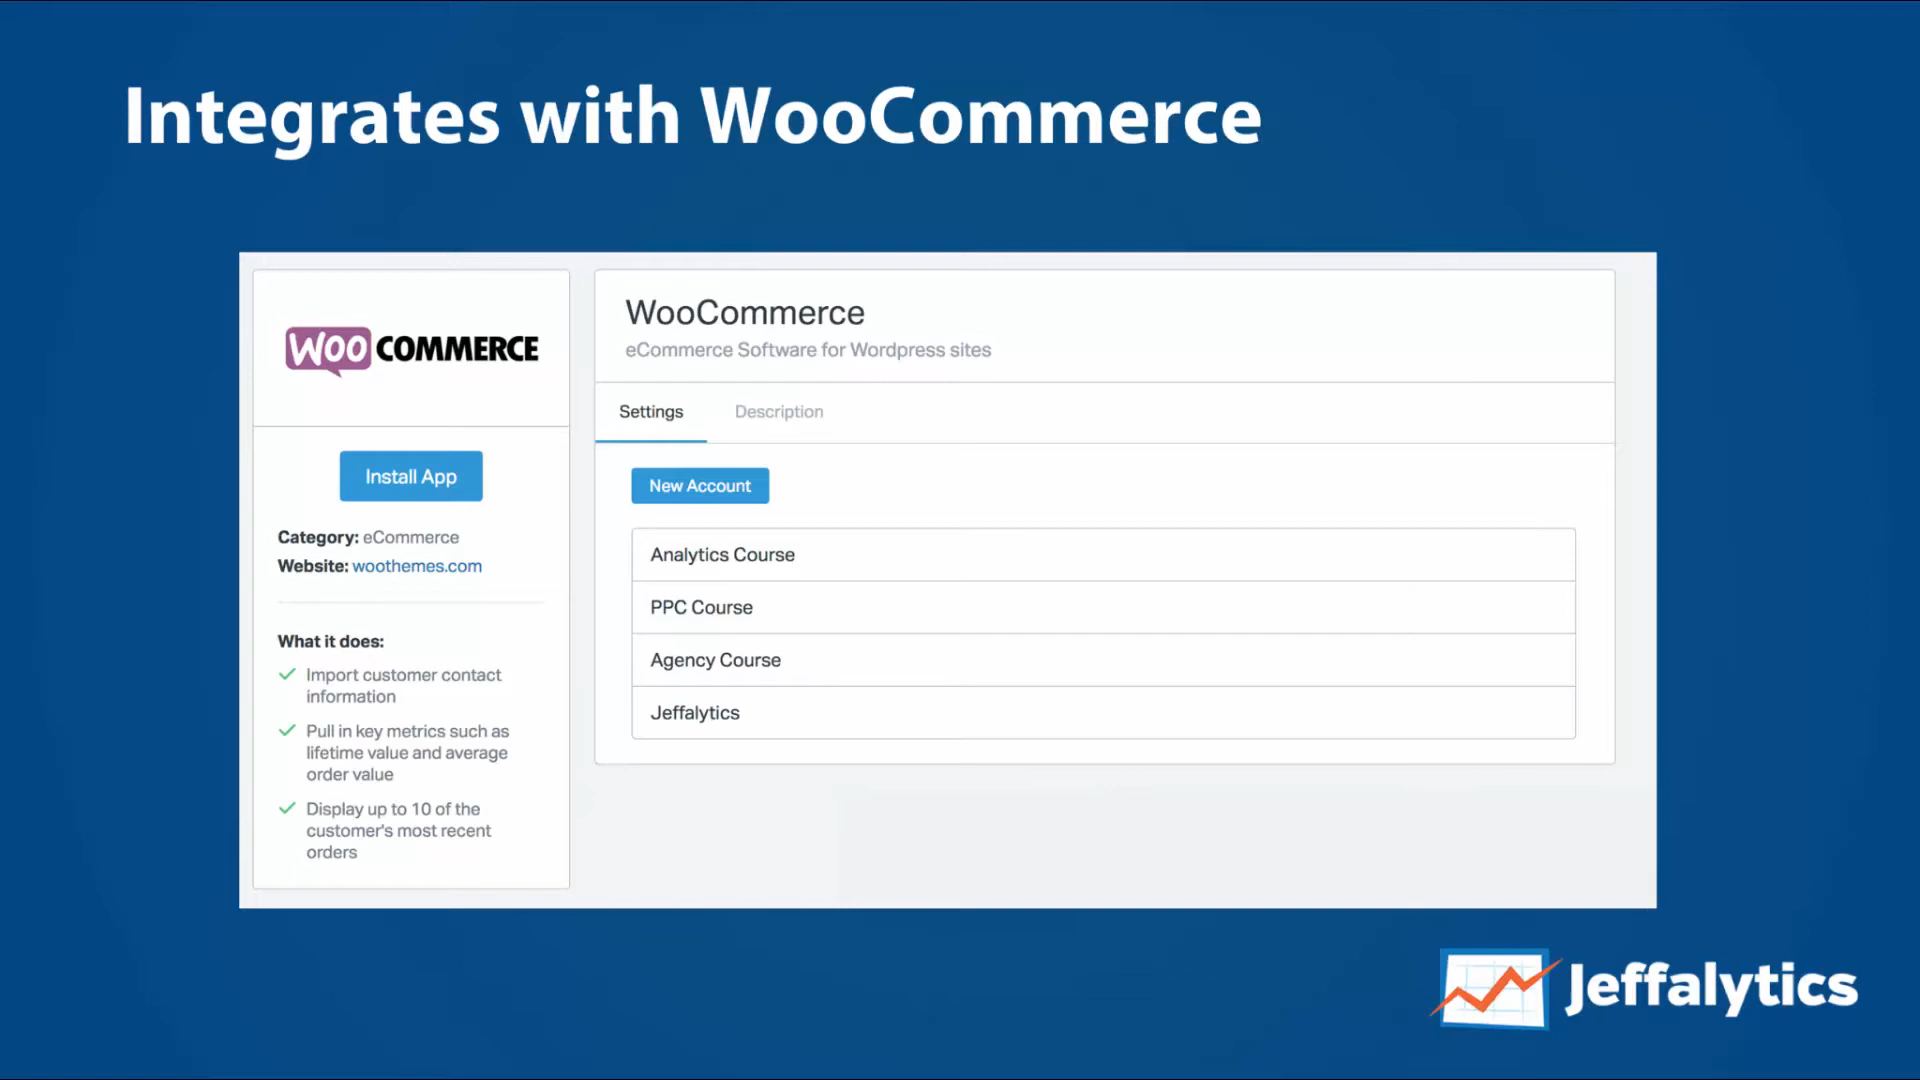 Integrates with WooCommerce
WOO COMMERCE
Install App
Category: eCommerce
Website: woothemes.com
What it does:
Import customer contact
information
Pull in key metrics such as
lifetime value and average
order value
Display up to 10 of the
customer's most recent
orders
WooCommerce
eCommerce Software for Wordpress sites
Settings Description
New Account
Analytics Course
PPC Course
Agency Course
Jeffalytics
Jeffalytics